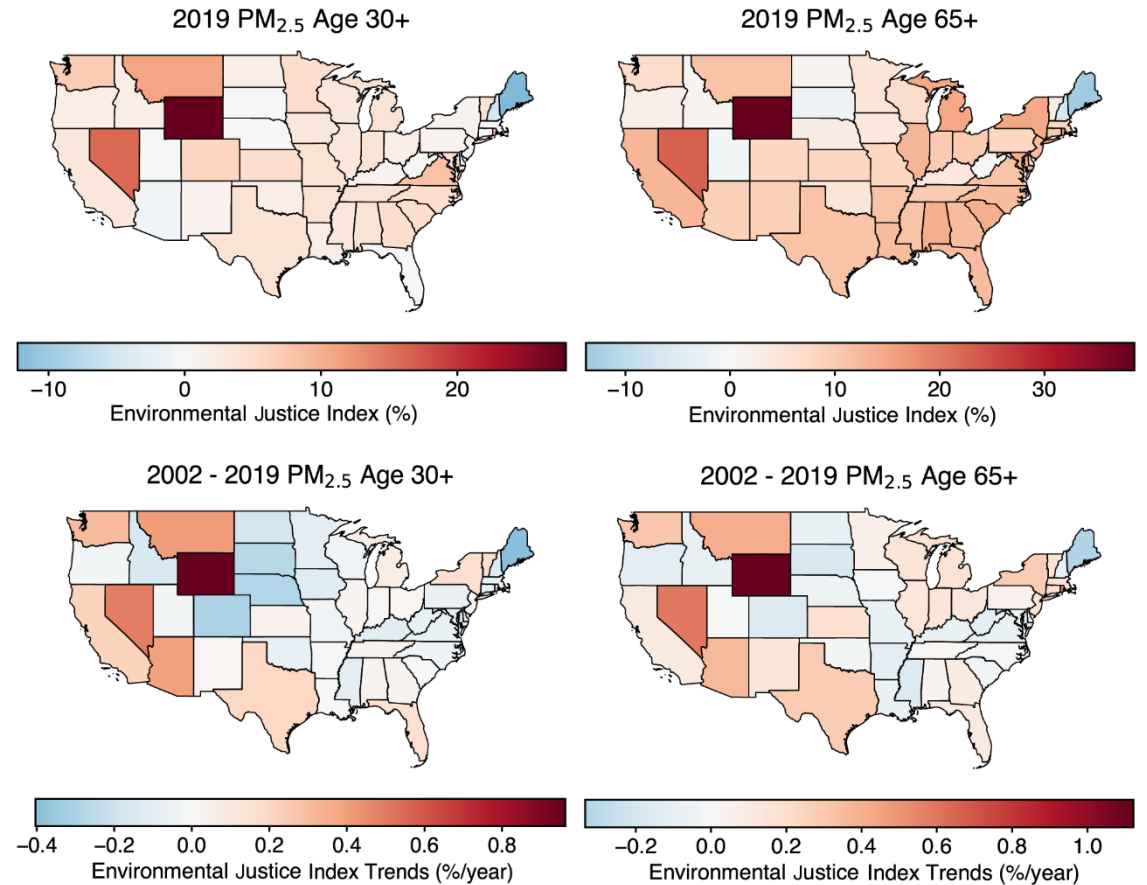 2019 PM₂.₅ Age 30+
2019 PM₂.₅ Age 65+
−10 0 10 20
Environmental Justice Index (%)
−10 0 10 20 30
Environmental Justice Index (%)
2002 - 2019 PM₂.₅ Age 30+
2002 - 2019 PM₂.₅ Age 65+
−0.4 −0.2 0.0 0.2 0.4 0.6 0.8
Environmental Justice Index Trends (%/year)
−0.2 0.0 0.2 0.4 0.6 0.8 1.0
Environmental Justice Index Trends (%/year)